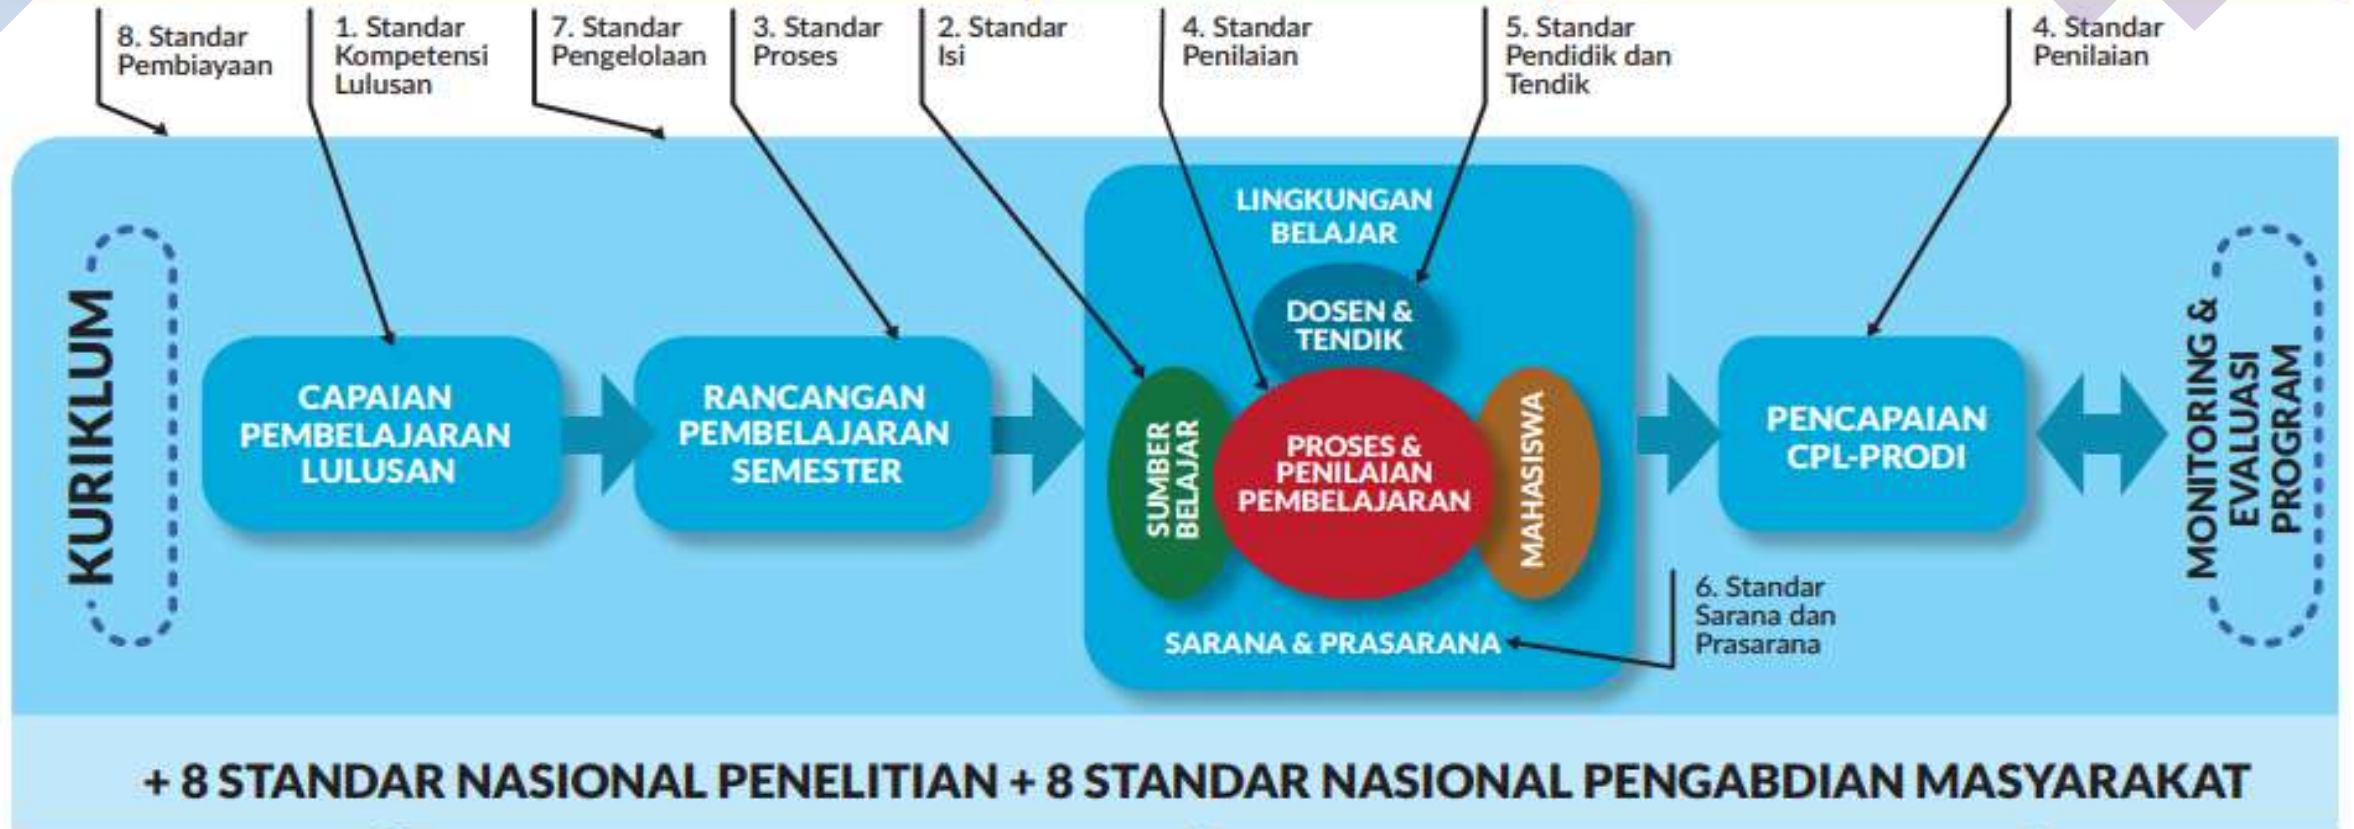 8. Standar
Pembiayaan
1. Standar
Kompetensi
Lulusan
7. Standar
Pengelolaan
3. Standar
Proses
2. Standar
Isi
4. Standar
Penilaian
5. Standar
Pendidik dan
Tendik
4. Standar
Penilaian
KURIKLUM
CAPAIAN
PEMBELAJARAN
LULUSAN
RANCANGAN
PEMBELAJARAN
SEMESTER
LINGKUNGAN
BELAJAR
DOSEN &
TENDIK
SUMBER
BELAJAR
PROSES &
PENILAIAN
PEMBELAJARAN
MAHASISWA
SARANA & PRASARANA
PENCAPAIAN
CPL-PRODI
6. Standar
Sarana dan
Prasarana
MONITORING &
EVALUASI
PROGRAM
+ 8 STANDAR NASIONAL PENELITIAN + 8 STANDAR NASIONAL PENGABDIAN MASYARAKAT